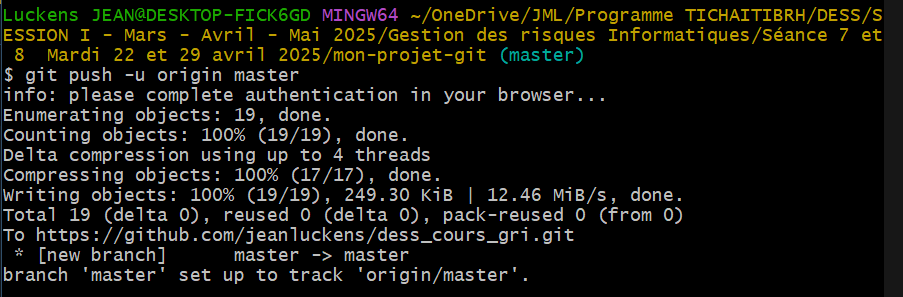 Luckens JEAN@DESKTOP-FICK6GD MINGW64 ~/OneDrive/JML/Programme TICHAITIBRH/DESS/S
ESSION I - Mars - Avril - Mai 2025/Gestion des risques Informatiques/Séance 7 et
 8  Mardi 22 et 29 avril 2025/mon-projet-git (master)
$ git push -u origin master
info: please complete authentication in your browser...
Enumerating objects: 19, done.
Counting objects: 100% (19/19), done.
Delta compression using up to 4 threads
Compressing objects: 100% (17/17), done.
Writing objects: 100% (19/19), 249.30 KiB | 12.46 MiB/s, done.
Total 19 (delta 0), reused 0 (delta 0), pack-reused 0 (from 0)
To https://github.com/jeanluckens/dess_cours_gri.git
 * [new branch]      master -> master
branch 'master' set up to track 'origin/master'.